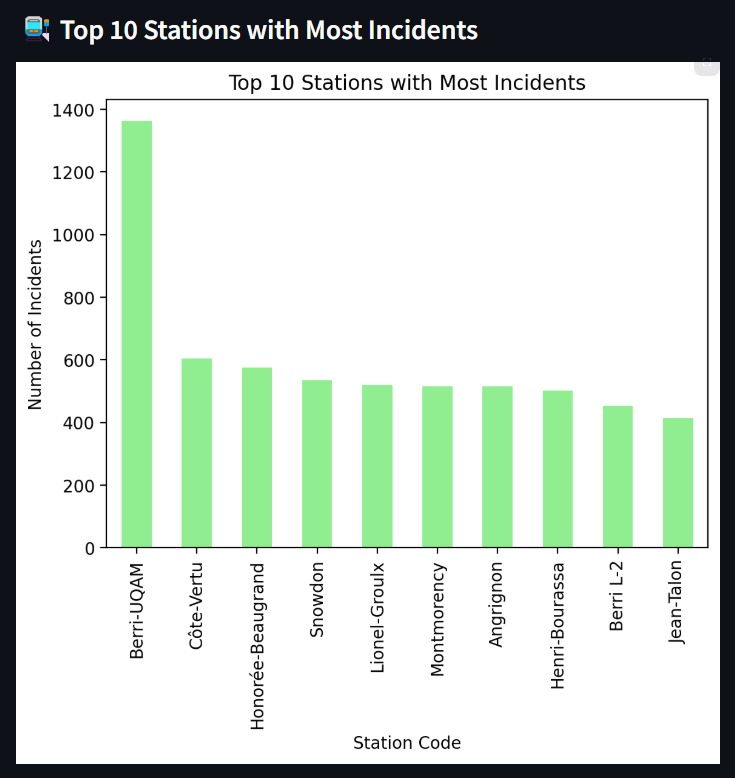 Top 10 Stations with Most Incidents
Top 10 Stations with Most Incidents
1400
1200
1000
800
600
400
200
0
Number of Incidents
Berri-UQAM
Côte-Vertu
Honorée-Beaugrand
Snowdon
Lionel-Groulx
Montmorency
Angrignon
Henri-Bourassa
Berri L-2
Jean-Talon
Station Code